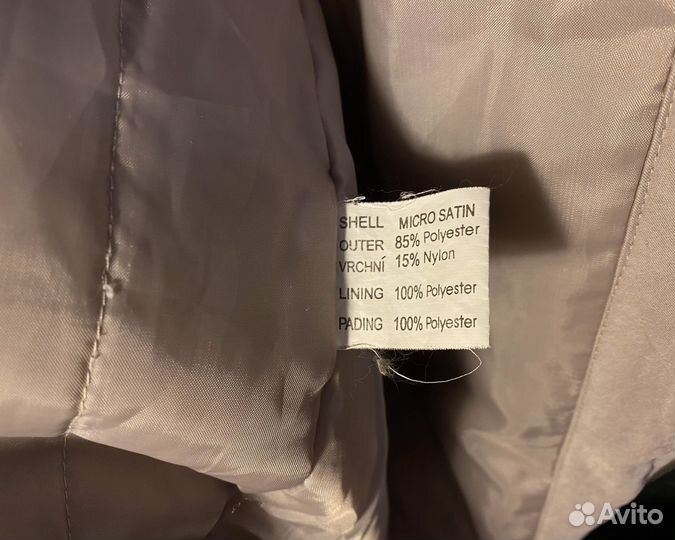 SHELL MICRO SATIN
OUTER 85% Polyester
VRCHNÍ 15% Nylon
LINING 100% Polyester
PADING 100% Polyester
Avito